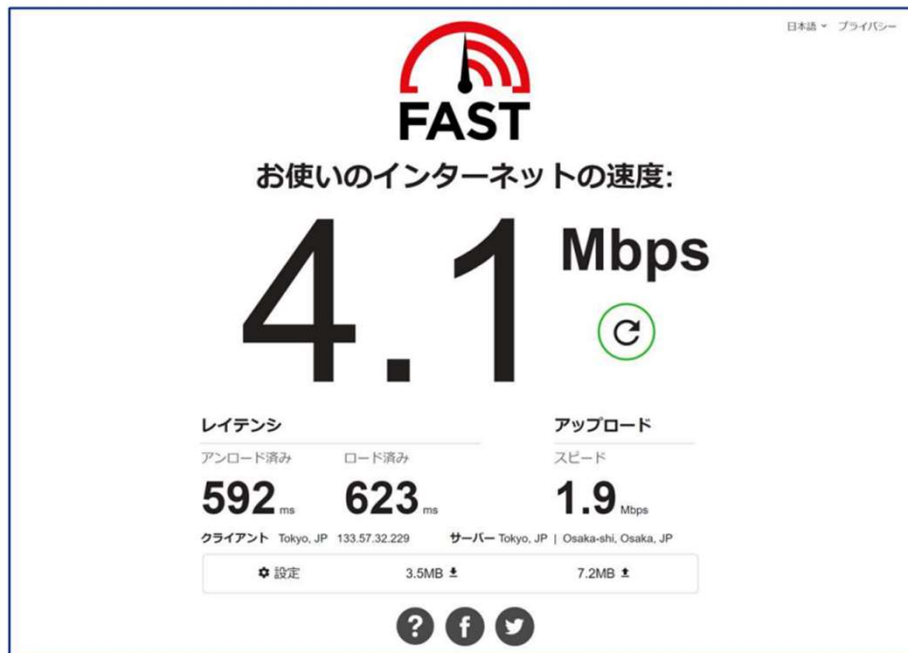 日本語 プライバシー
FAST
お使いのインターネットの速度:
4.1 Mbps
レイテンシ アップロード
アンロード済み ロード済み スピード
592 ms 623 ms 1.9 Mbps
クライアント Tokyo, JP 133.57.32.229 サーバー Tokyo, JP | Osaka-shi, Osaka, JP
設定 3.5MB 7.2MB
?